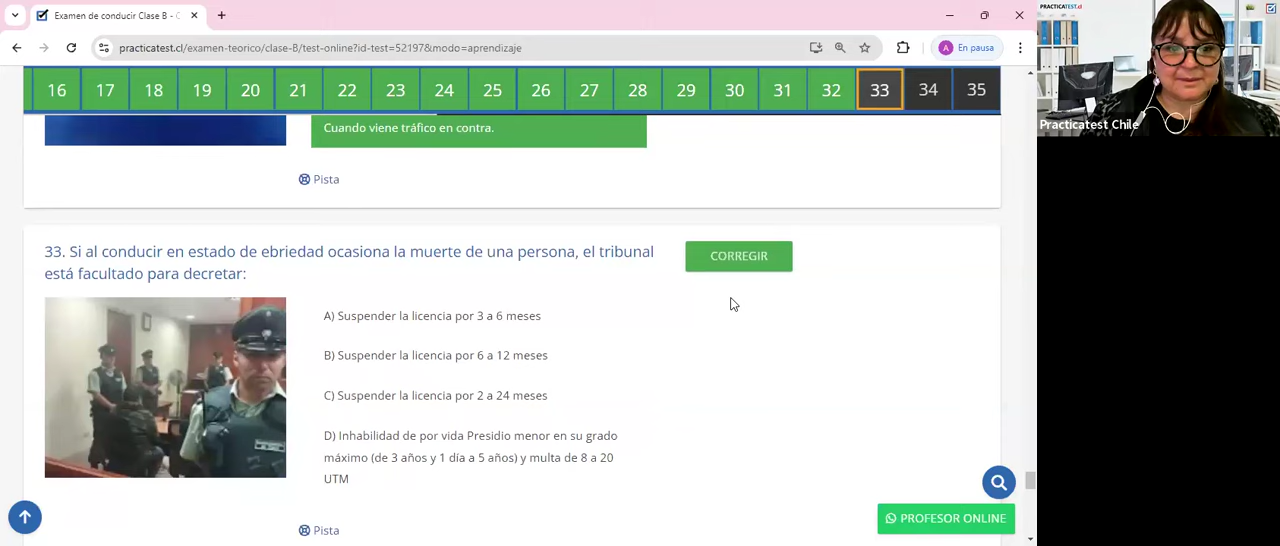 Examen de conducir Clase B - C
practicatest.cl/examen-teorico/clase-B/test-online?id-test=52197&modo=aprendizaje
A En pausa
PRACTICATEST.cl
16 17 18 19 20 21 22 23 24 25 26 27 28 29 30 31 32 33 34 35
Practicatest Chile
Cuando viene tráfico en contra.
Pista
33. Si al conducir en estado de ebriedad ocasiona la muerte de una persona, el tribunal
está facultado para decretar:
CORREGIR
A) Suspender la licencia por 3 a 6 meses
B) Suspender la licencia por 6 a 12 meses
C) Suspender la licencia por 2 a 24 meses
D) Inhabilidad de por vida Presidio menor en su grado
máximo (de 3 años y 1 día a 5 años) y multa de 8 a 20
UTM
PROFESOR ONLINE
Pista